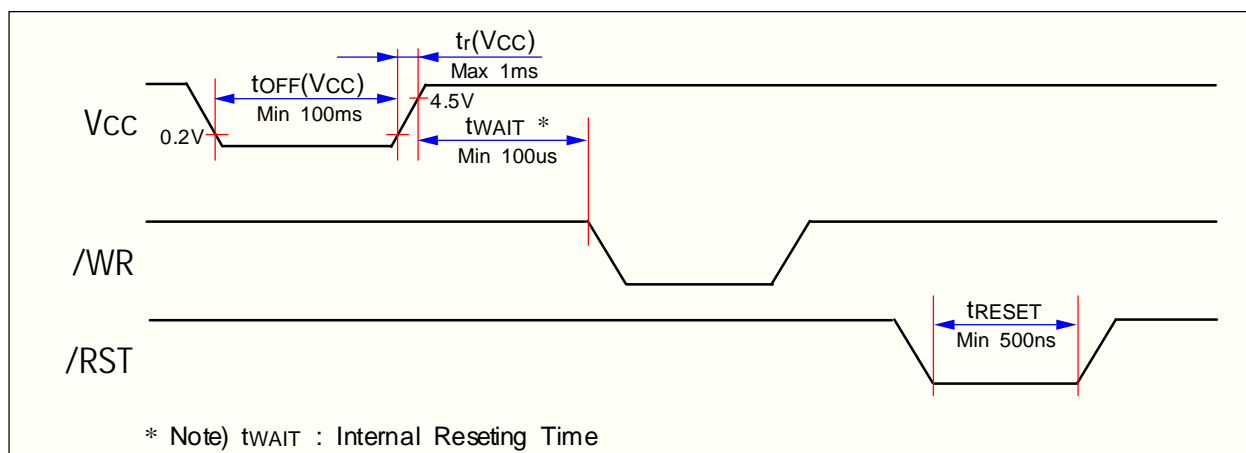 tr(VCC)
Max 1ms
tOFF(VCC)
Min 100ms
4.5V
VCC
0.2V
tWAIT *
Min 100us
/WR
tRESET
Min 500ns
/RST
* Note) tWAIT : Internal Reseting Time